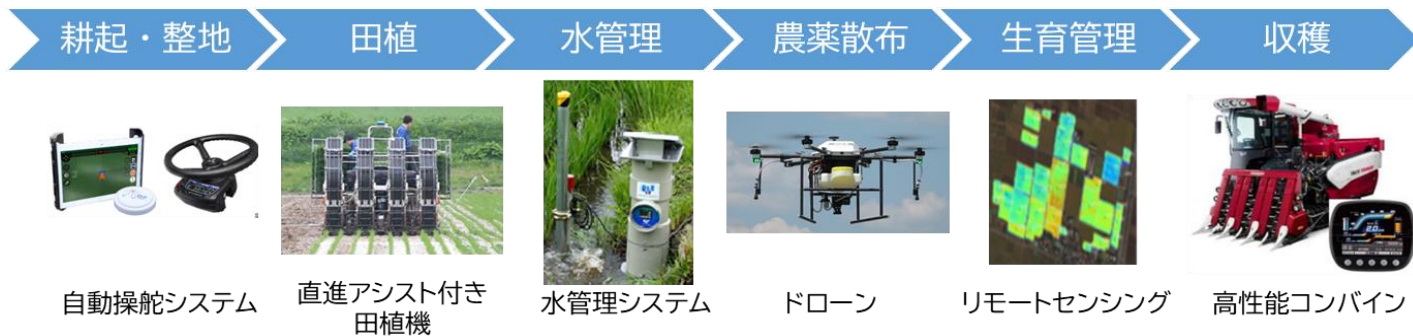 耕起・整地
田植
水管理
農薬散布
生育管理
収穫
自動操舵システム
直進アシスト付き
田植機
水管理システム
ドローン
リモートセンシング
高性能コンバイン